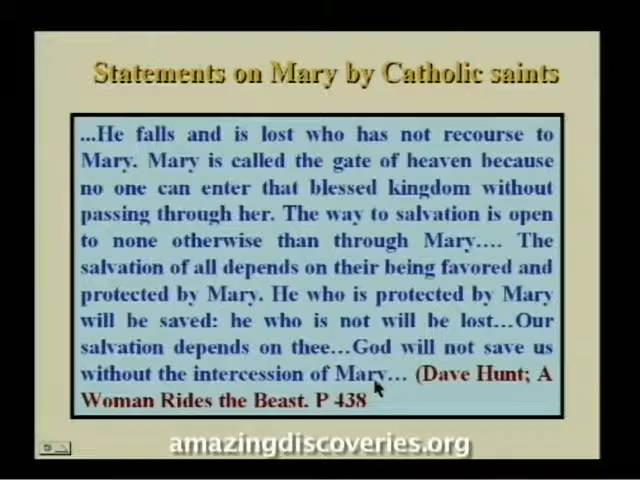 Statements on Mary by Catholic saints
...He falls and is lost who has not recourse to
Mary. Mary is called the gate of heaven because
no one can enter that blessed kingdom without
passing through her. The way to salvation is open
to none otherwise than through Mary.... The
salvation of all depends on their being favored and
protected by Mary. He who is protected by Mary
will be saved: he who is not will be lost...Our
salvation depends on thee...God will not save us
without the intercession of Mary... (Dave Hunt; A
Woman Rides the Beast. P 438
amazingdiscoveries.org